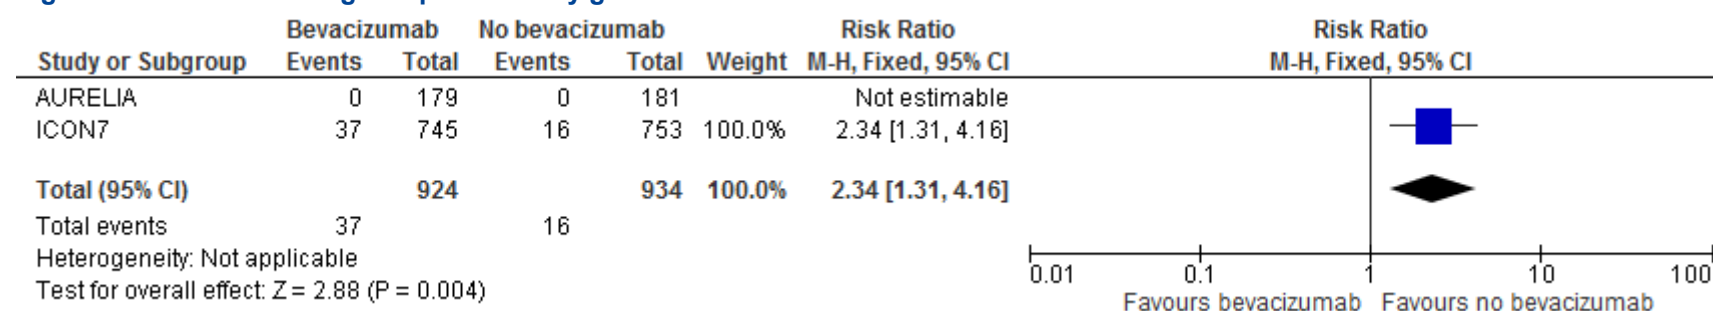 Bevacizumab No bevacizumab Risk Ratio Risk Ratio
Study or Subgroup Events Total Events Total Weight M-H, Fixed, 95% CI M-H, Fixed, 95% CI
AURELIA 0 179 0 181 Not estimable
ICON7 37 745 16 753 100.0% 2.34 [1.31, 4.16]
Total (95% CI) 924 934 100.0% 2.34 [1.31, 4.16]
Total events 37 16
Heterogeneity: Not applicable
Test for overall effect: Z = 2.88 (P = 0.004)
0.01 0.1 1 10 100
Favours bevacizumab Favours no bevacizumab